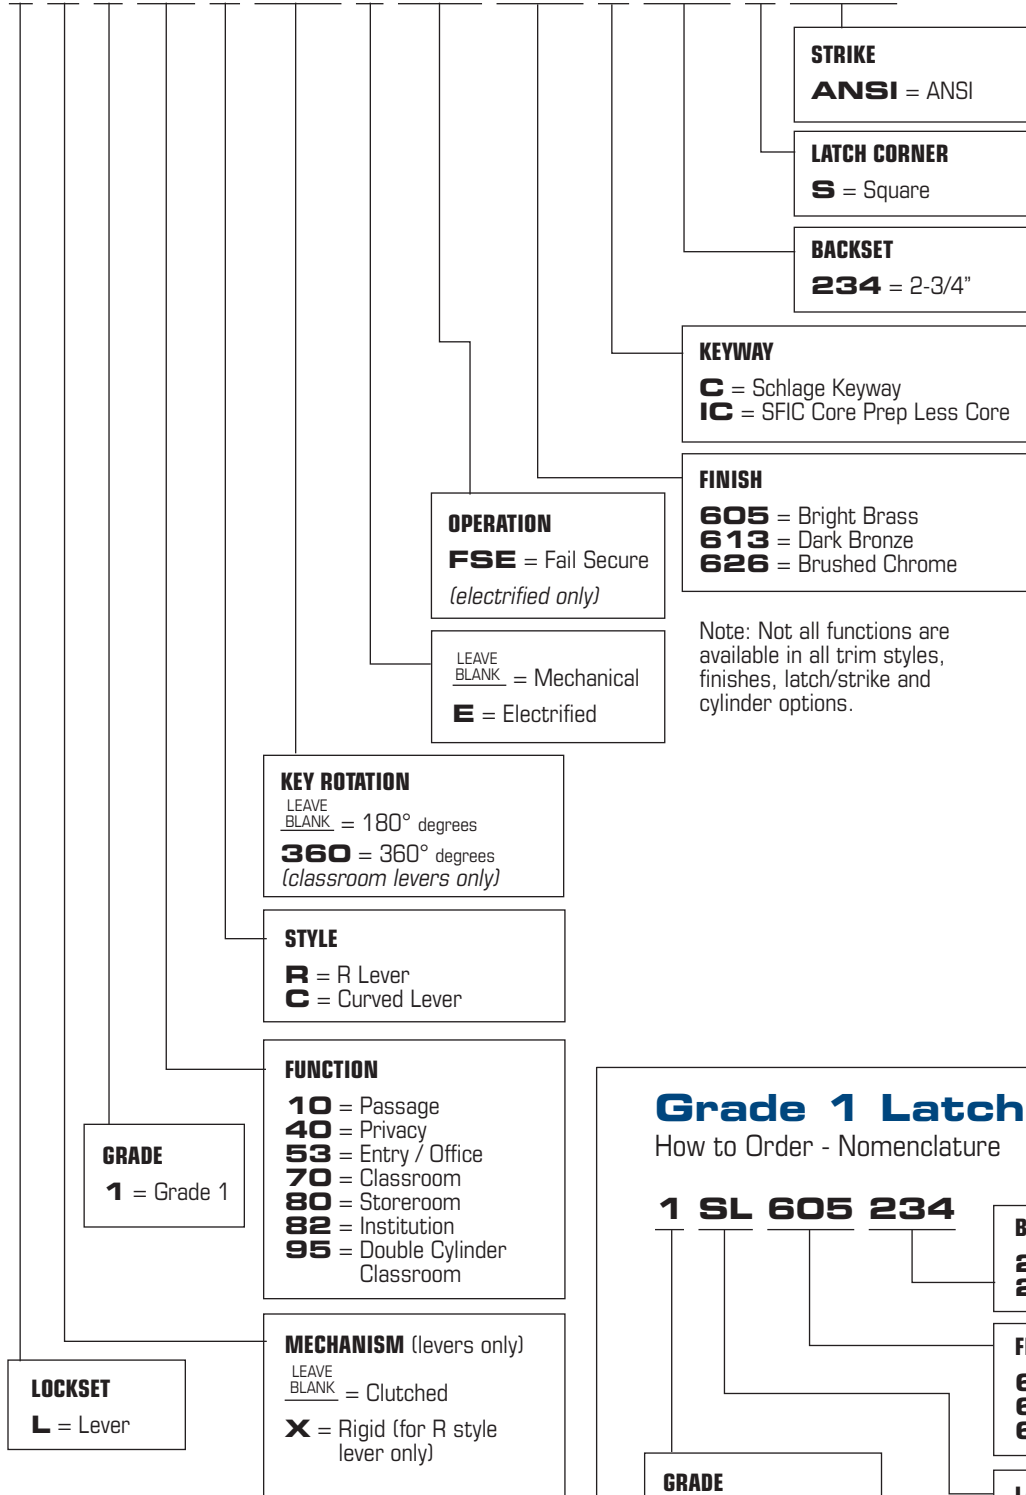 STRIKE
ANSI = ANSI
LATCH CORNER
S = Square
BACKSET
234 = 2-3/4"
KEYWAY
C = Schlage Keyway
IC = SFIC Core Prep Less Core
FINISH
605 = Bright Brass
613 = Dark Bronze
626 = Brushed Chrome
OPERATION
FSE = Fail Secure
(electrified only)
Note: Not all functions are
available in all trim styles,
finishes, latch/strike and
cylinder options.
LEAVE
BLANK = Mechanical
E = Electrified
KEY ROTATION
LEAVE
BLANK = 180° degrees
360 = 360° degrees
(classroom levers only)
STYLE
R = R Lever
C = Curved Lever
FUNCTION
10 = Passage
40 = Privacy
53 = Entry / Office
70 = Classroom
80 = Storeroom
82 = Institution
95 = Double Cylinder
Classroom
GRADE
1 = Grade 1
MECHANISM (levers only)
LEAVE
BLANK = Clutched
X = Rigid (for R style
lever only)
LOCKSET
L = Lever
Grade 1 Latch
How to Order - Nomenclature
1 SL 605 234
GRADE